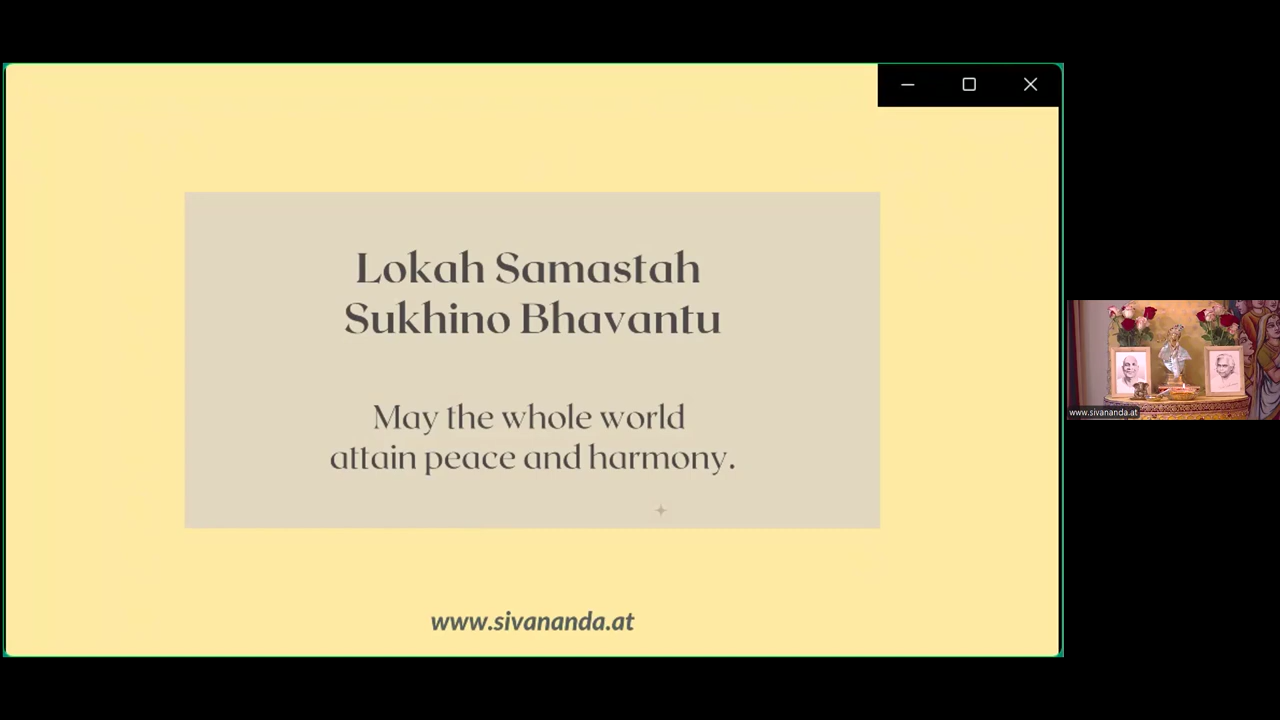 Lokah Samastah
Sukhino Bhavantu
May the whole world
attain peace and harmony.
www.sivananda.at
www.sivananda.at